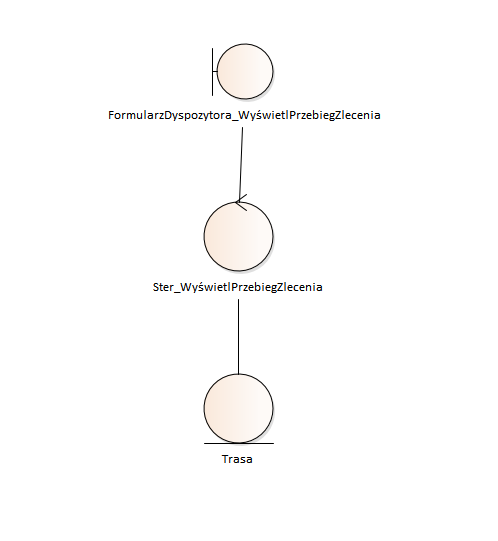 FormularzDyspozytora_WyświetlPrzebiegZlecenia
Ster_WyświetlPrzebiegZlecenia
Trasa